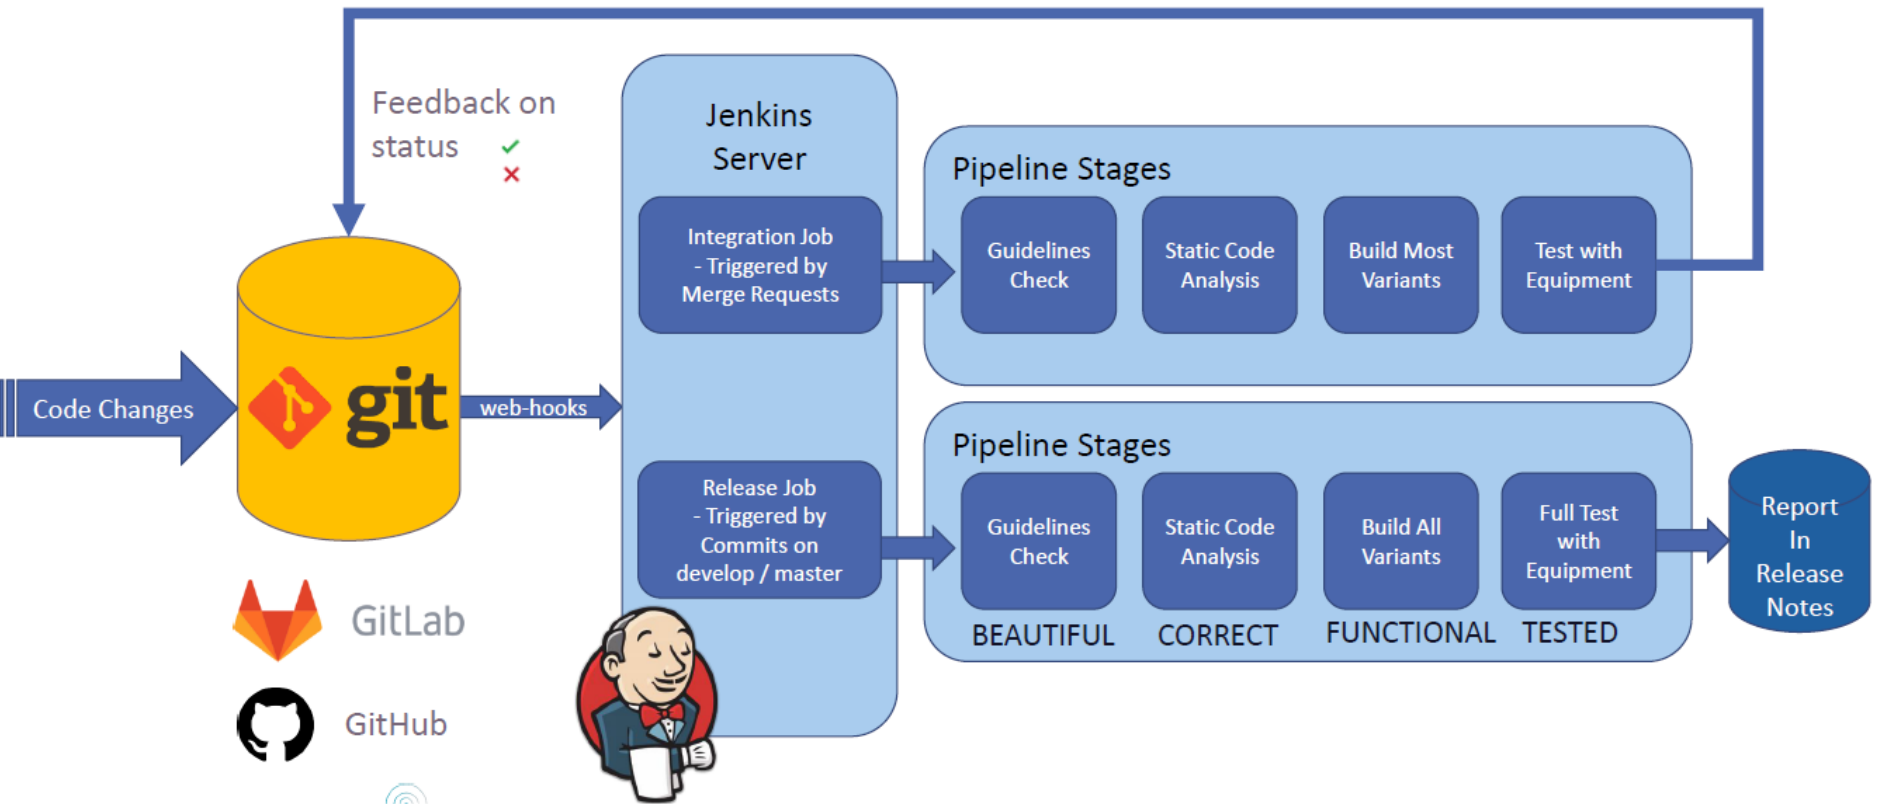 Feedback on
status
Jenkins
Server
Integration Job
- Triggered by
Merge Requests
Pipeline Stages
Guidelines
Check
Static Code
Analysis
Build Most
Variants
Test with
Equipment
Code Changes
git
web-hooks
Release Job
- Triggered by
Commits on
develop / master
Pipeline Stages
Guidelines
Check
Static Code
Analysis
Build All
Variants
Full Test
with
Equipment
BEAUTIFUL
CORRECT
FUNCTIONAL
TESTED
Report
In
Release
Notes
GitLab
GitHub